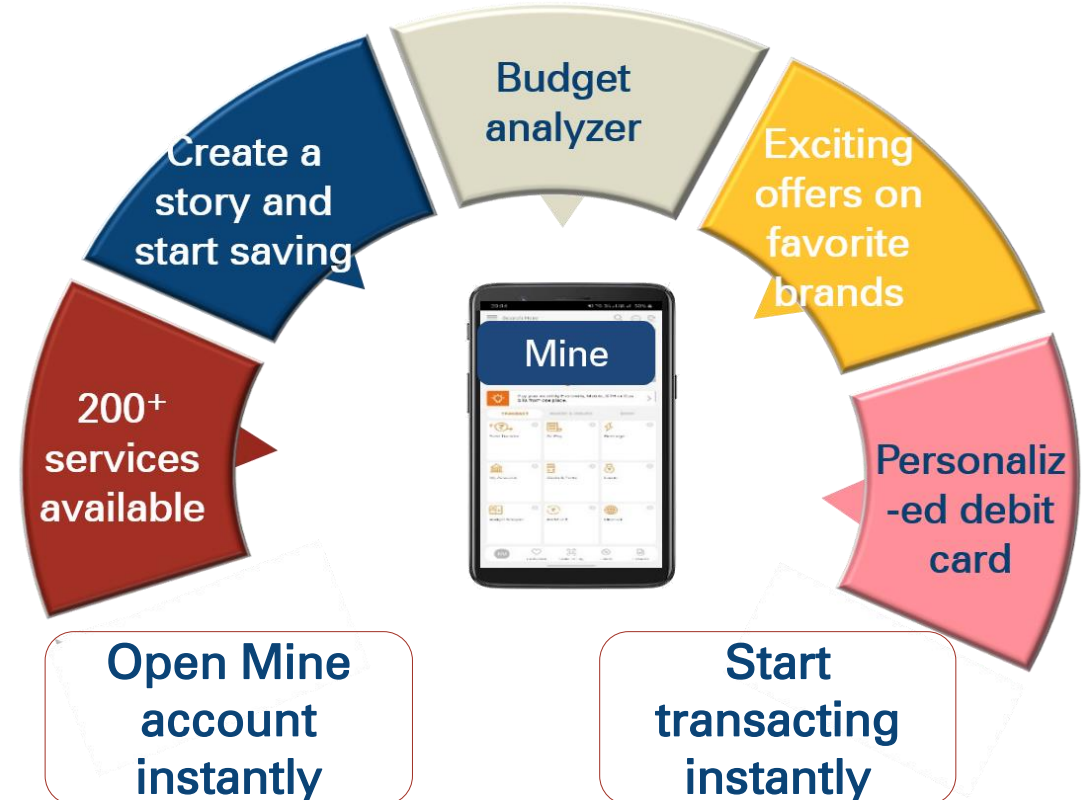 Budget
analyzer
Create a
story and
start saving
Exciting
offers on
favorite
brands
200+
services
available
Personaliz
-ed debit
card
Mine
Open Mine
account
instantly
Start
transacting
instantly